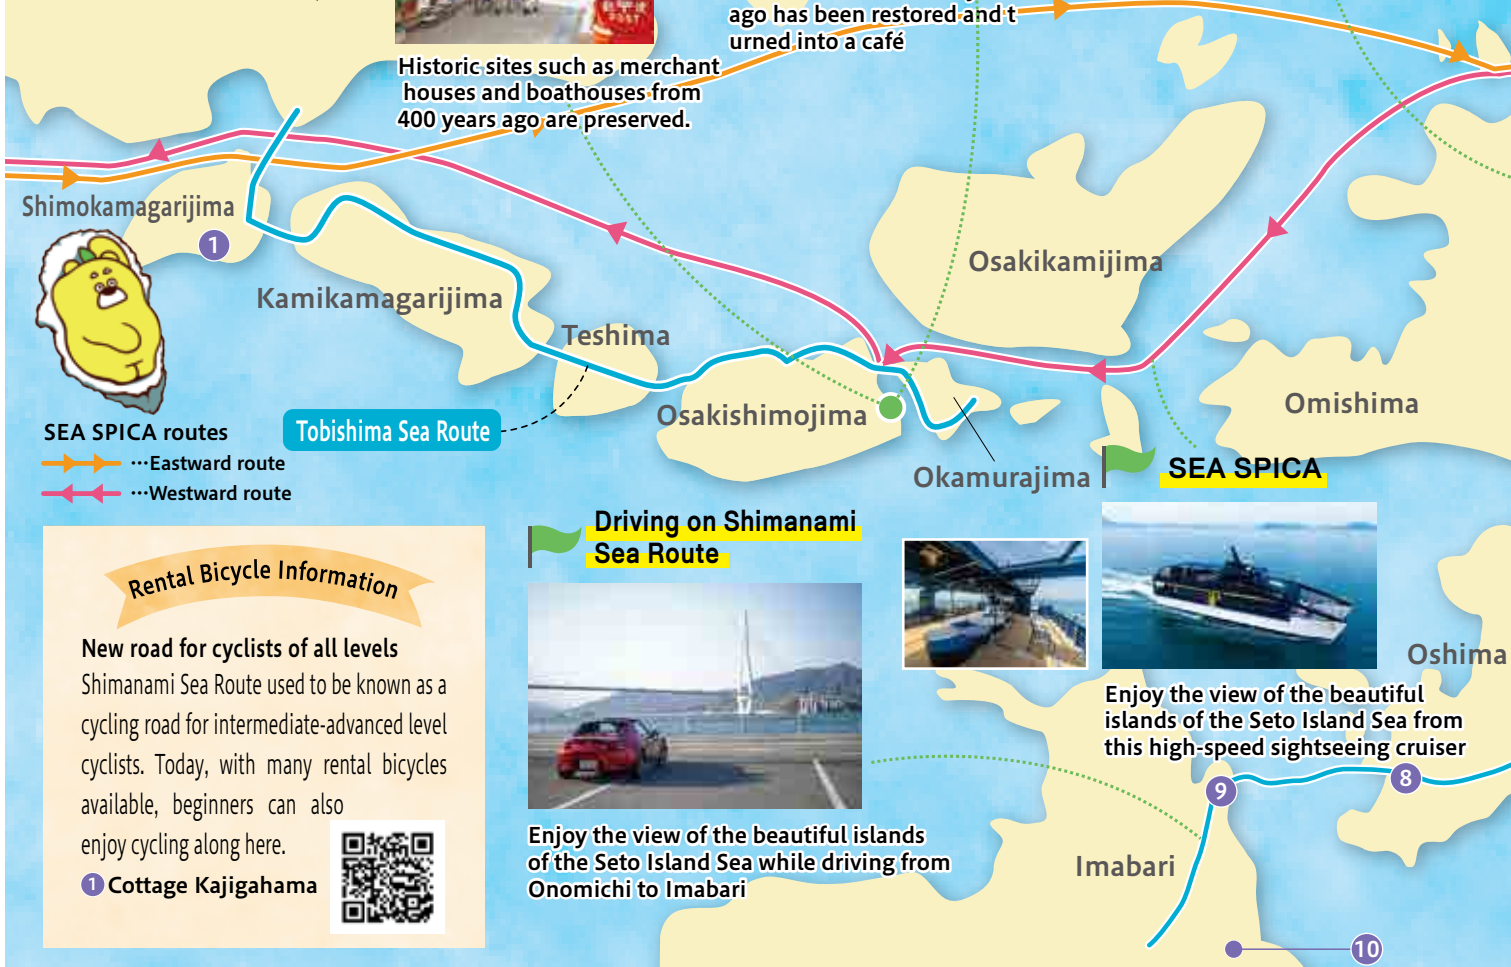 ago has been restored and t
urned into a café
Historic sites such as merchant
houses and boathouses from
400 years ago are preserved.
Shimokamagarijima
1
Osakikamijima
Kamikamagarijima
Teshima
Omishima
Osakishimojima
Tobishima Sea Route
Okamurajima
SEA SPICA routes
···Eastward route
···Westward route
SEA SPICA
Driving on Shimanami
Sea Route
Rental Bicycle Information
New road for cyclists of all levels
Shimanami Sea Route used to be known as a
cycling road for intermediate-advanced level
cyclists. Today, with many rental bicycles
available, beginners can also
enjoy cycling along here.
1 Cottage Kajigahama
Enjoy the view of the beautiful islands
of the Seto Island Sea while driving from
Onomichi to Imabari
Enjoy the view of the beautiful
islands of the Seto Island Sea from
this high-speed sightseeing cruiser
Oshima
8
9
Imabari
10